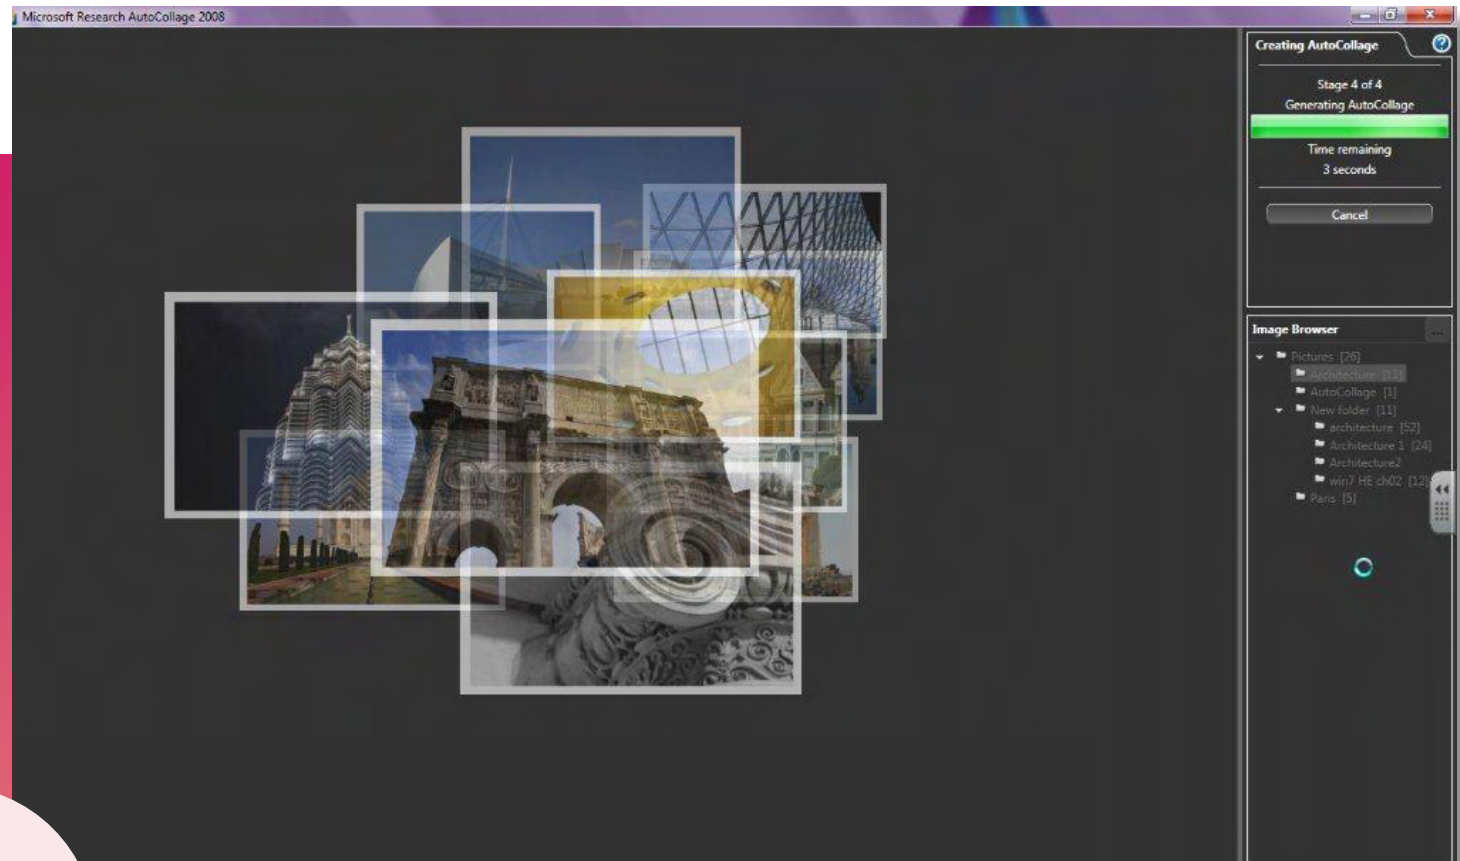 Microsoft Research AutoCollage 2008
Creating AutoCollage
Stage 4 of 4
Generating AutoCollage
Time remaining
3 seconds
Cancel
Image Browser
...
Pictures [26]
Architecture [12]
AutoCollage [1]
New folder [11]
architecture [52]
Architecture 1 [24]
Architecture2
win7 HE ch02 [12]
Paris [5]